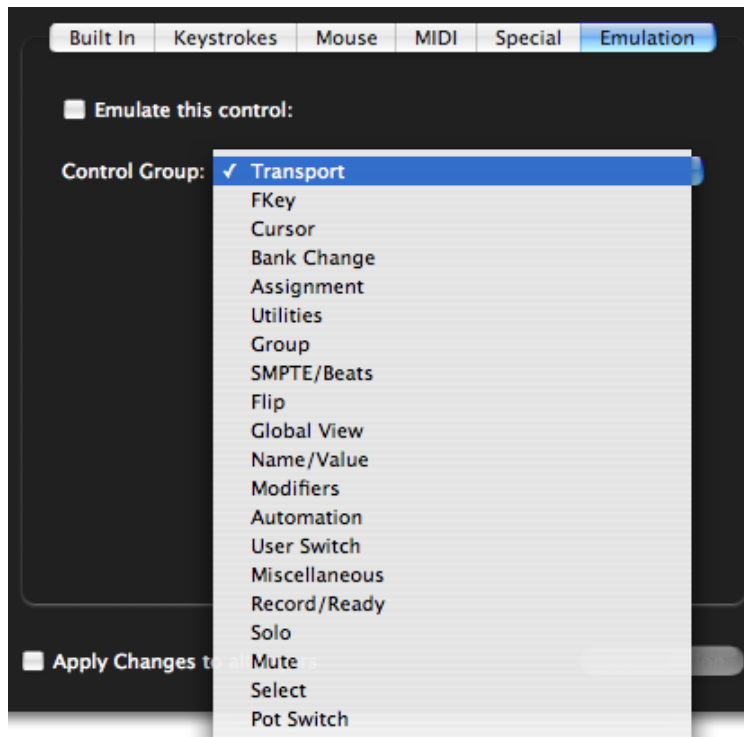 Built In Keystrokes Mouse MIDI Special Emulation
Emulate this control:
Control Group: ✓ Transport
FKey
Cursor
Bank Change
Assignment
Utilities
Group
SMPTE/Beats
Flip
Global View
Name/Value
Modifiers
Automation
User Switch
Miscellaneous
Record/Ready
Solo
Apply Changes to all
Mute
Select
Pot Switch